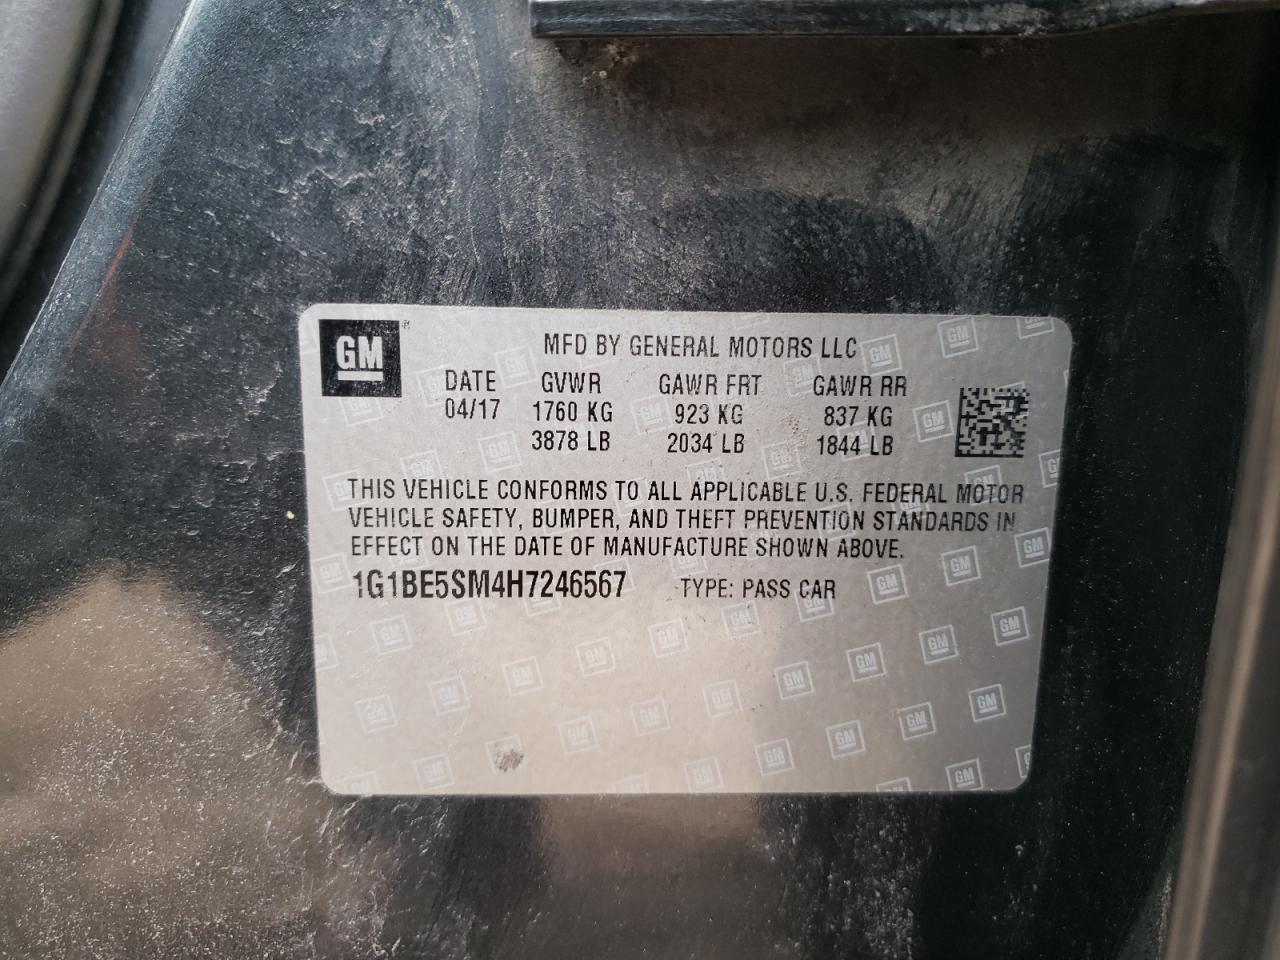 GM
MFD BY GENERAL MOTORS LLC
DATE GVWR GAWR FRT GAWR RR
04/17 1760 KG 923 KG 837 KG
3878 LB 2034 LB 1844 LB
THIS VEHICLE CONFORMS TO ALL APPLICABLE U.S. FEDERAL MOTOR
VEHICLE SAFETY, BUMPER, AND THEFT PREVENTION STANDARDS IN
EFFECT ON THE DATE OF MANUFACTURE SHOWN ABOVE.
1G1BE5SM4H7246567 TYPE: PASS CAR